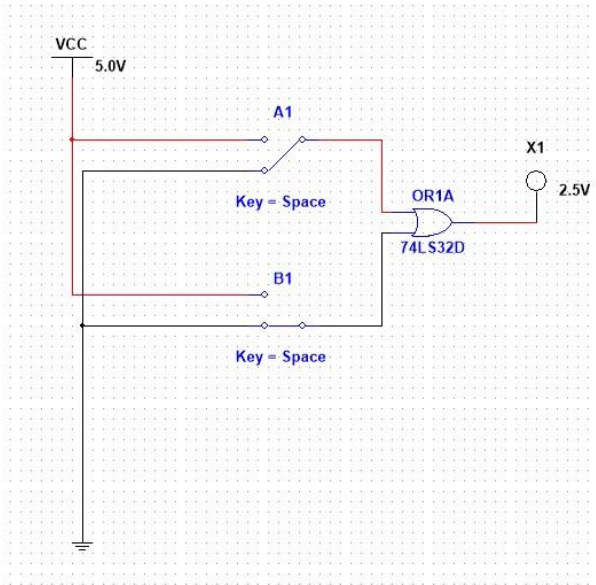 VCC
5.0V
A1
X1
Key = Space
OR1A
2.5V
74LS32D
B1
Key = Space